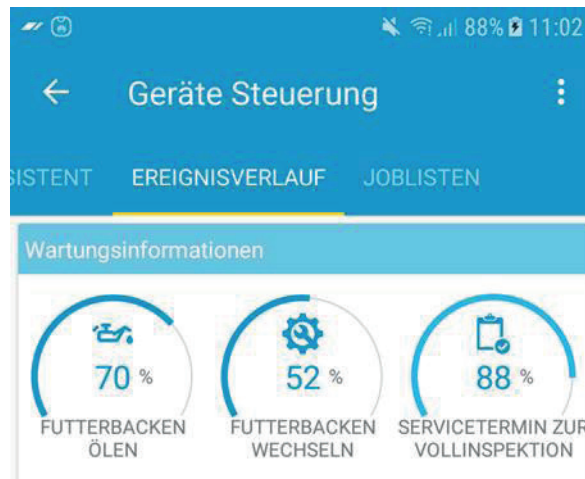 88% 11:02
Geräte Steuerung
SISTENT EREIGNISVERLAUF JOBLISTEN
Wartungsinformationen
70 % 52 % 88 %
FUTTERBACKEN ÖLEN
FUTTERBACKEN WECHSELN
SERVICETERMIN ZUR VOLLINSPEKTION